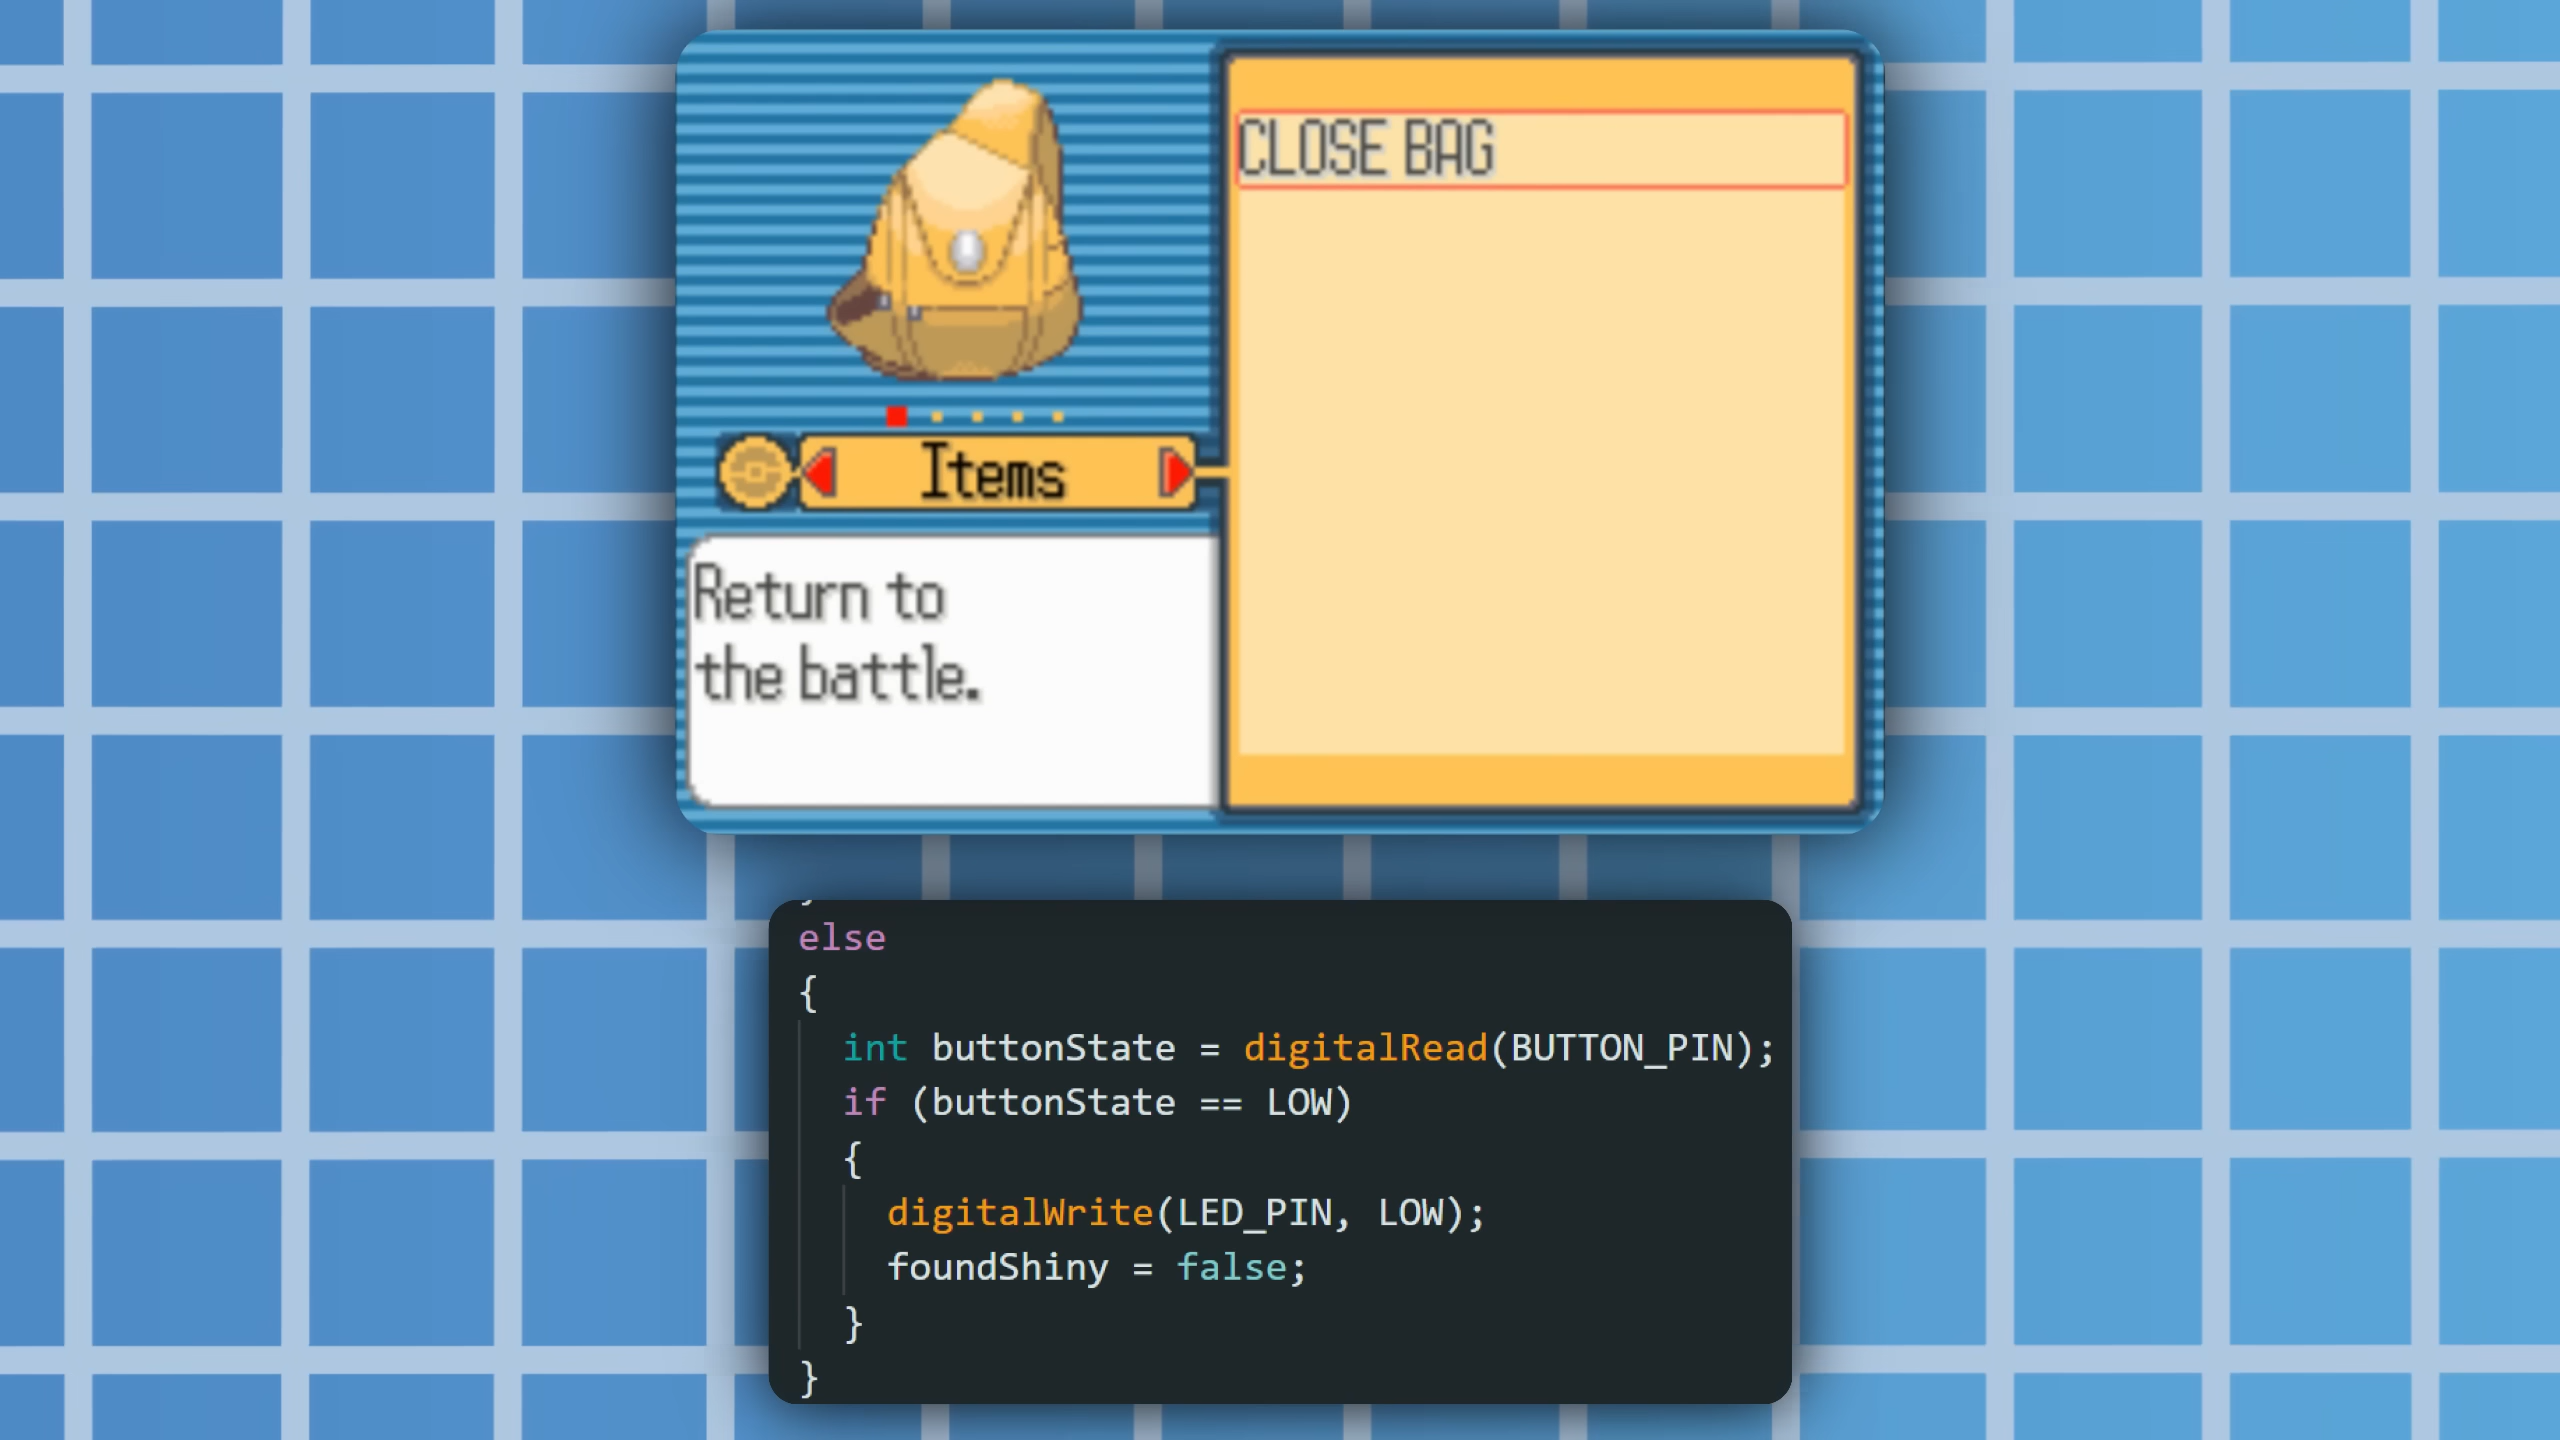 CLOSE BAG
Items
Return to
the battle.
else
{
int buttonState = digitalRead(BUTTON_PIN);
if (buttonState == LOW)
{
digitalWrite(LED_PIN, LOW);
foundShiny = false;
}
}